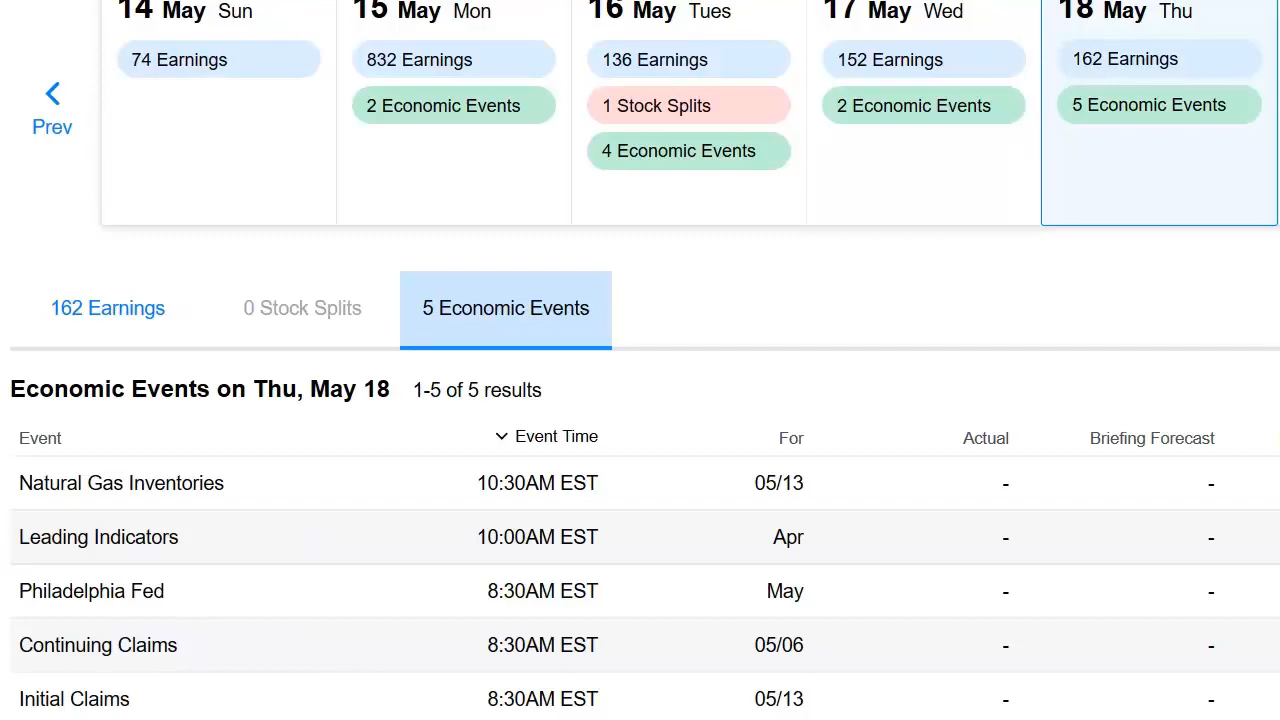 14 May Sun 15 May Mon 16 May Tues 17 May Wed 18 May Thu
74 Earnings 832 Earnings 136 Earnings 152 Earnings 162 Earnings
2 Economic Events 1 Stock Splits 2 Economic Events 5 Economic Events
Prev
4 Economic Events
162 Earnings 0 Stock Splits 5 Economic Events
Economic Events on Thu, May 18 1-5 of 5 results
Event Event Time For Actual Briefing Forecast
Natural Gas Inventories 10:30AM EST 05/13 - -
Leading Indicators 10:00AM EST Apr - -
Philadelphia Fed 8:30AM EST May - -
Continuing Claims 8:30AM EST 05/06 - -
Initial Claims 8:30AM EST 05/13 - -